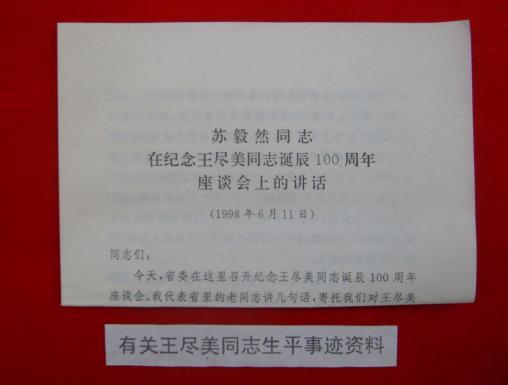 苏毅然同志
在纪念王尽美同志诞辰100周年
座谈会上的讲话
(1998年6月11日)
同志们:
今天,省委在这里召开纪念王尽美同志诞辰100周年
座谈会。我代表省里的老同志讲几句话,寄托我们对王尽美
有关王尽美同志生平事迹资料